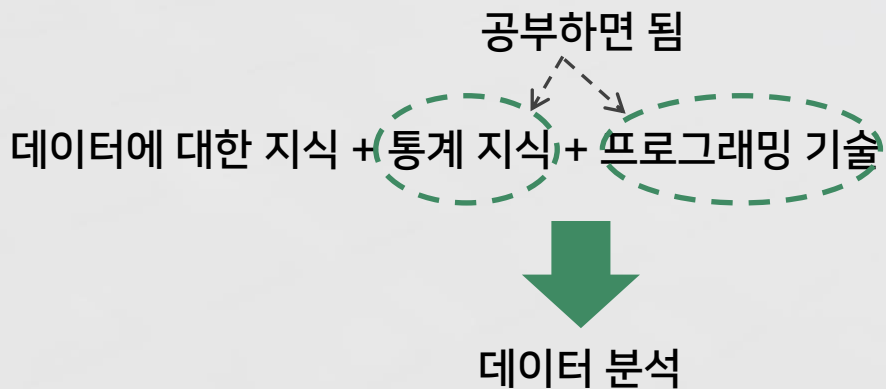 공부하면 됨
데이터에 대한 지식 + 통계 지식 + 프로그래밍 기술
데이터 분석